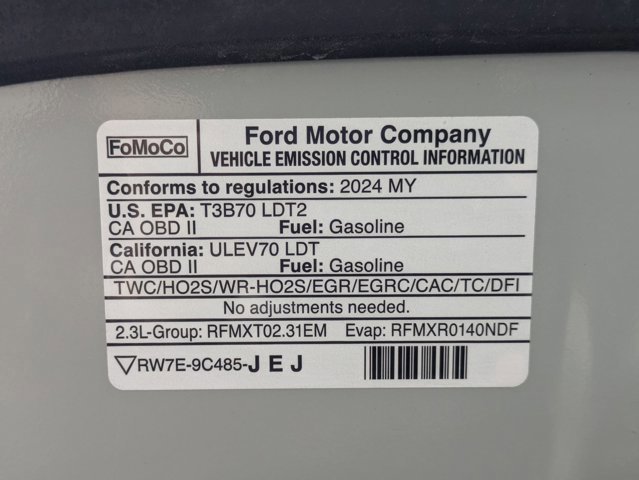 FoMoCo
Ford Motor Company
VEHICLE EMISSION CONTROL INFORMATION
Conforms to regulations: 2024 MY
U.S. EPA: T3B70 LDT2
CA OBD II Fuel: Gasoline
California: ULEV70 LDT
CA OBD II Fuel: Gasoline
TWC/HO2S/WR-HO2S/EGR/EGRC/CAC/TC/DFI
No adjustments needed.
2.3L-Group: RFMXT02.31EM Evap: RFMXR0140NDF
RW7E-9C485-JEJ